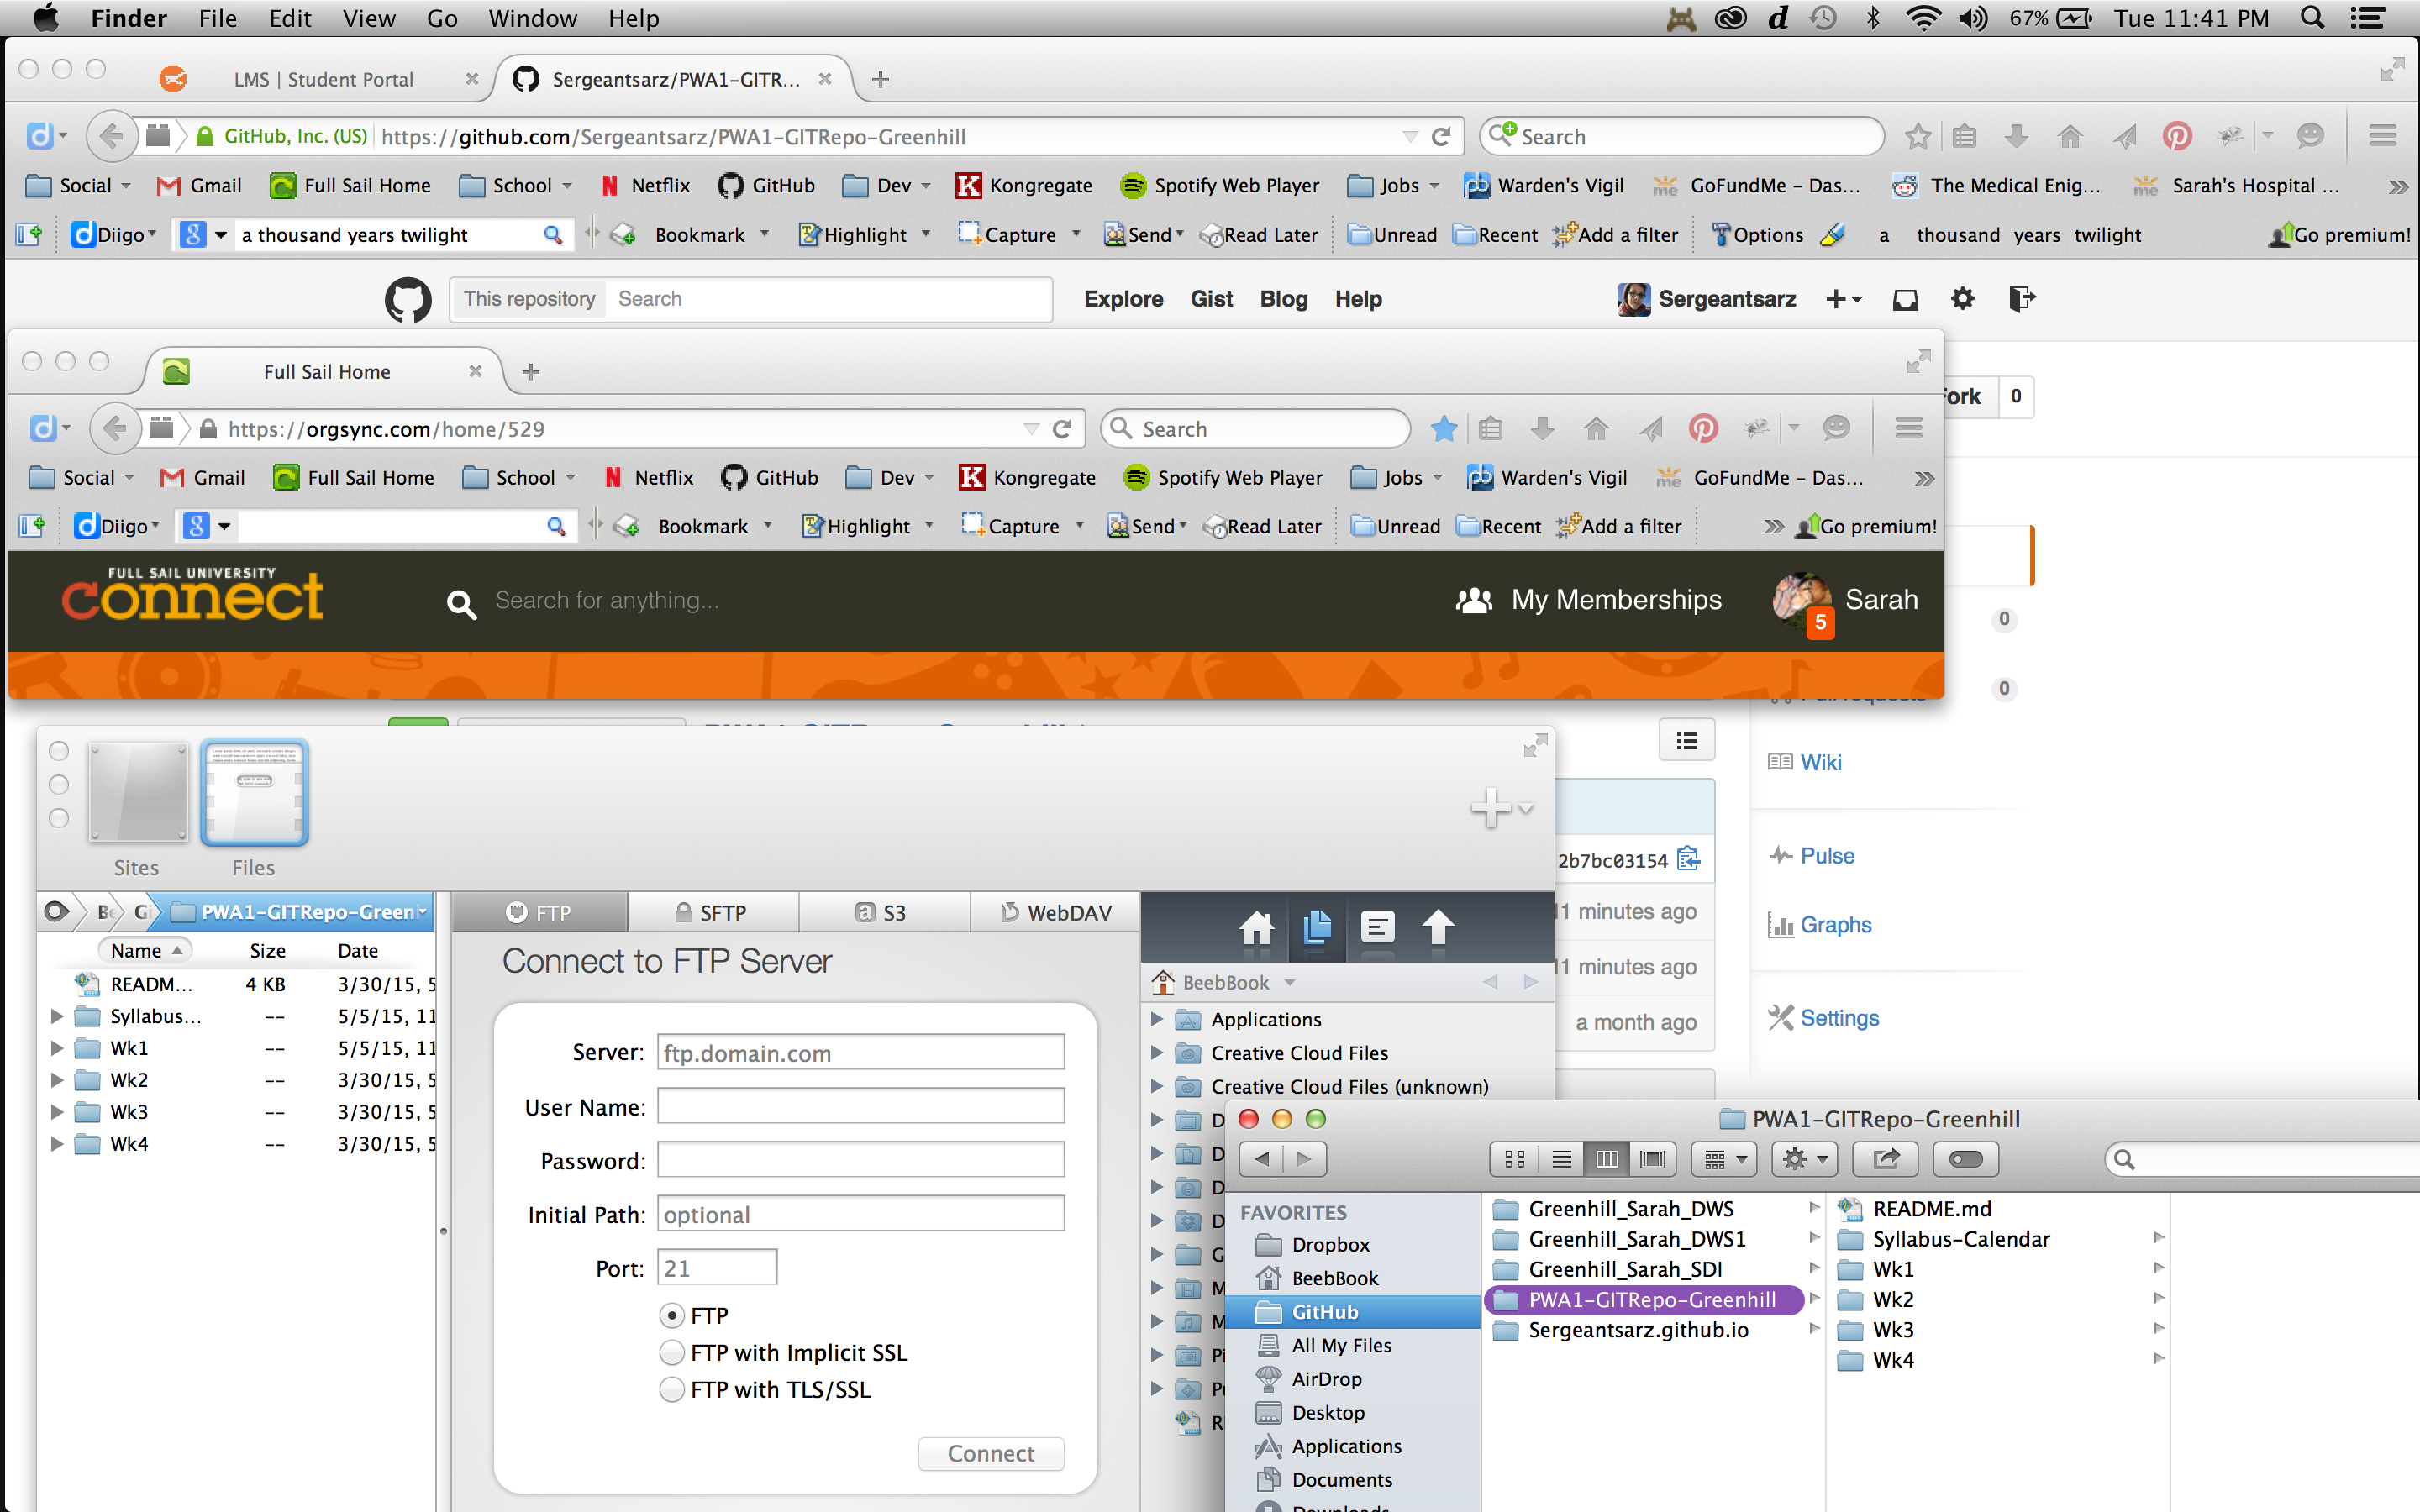 Finder File Edit View Go Window Help 67% Tue 11:41 PM
LMS | Student Portal Sergeantsarz/PWA1-GITR...
GitHub, Inc. (US) https://github.com/Sergeantsarz/PWA1-GITRepo-Greenhill Search
Social Gmail Full Sail Home School Netflix GitHub Dev Kongregate Spotify Web Player Jobs Warden's Vigil GoFundMe – Das... The Medical Enig... Sarah's Hospital ...
Diigo a thousand years twilight Bookmark Highlight Capture Send Read Later Unread Recent Add a filter Options a thousand years twilight Go premium!
This repository Search Explore Gist Blog Help Sergeantsarz
Full Sail Home
ork 0
https://orgsync.com/home/529 Search
Social Gmail Full Sail Home School Netflix GitHub Dev Kongregate Spotify Web Player Jobs Warden's Vigil GoFundMe – Das...
Diigo Bookmark Highlight Capture Send Read Later Unread Recent Add a filter Go premium!
FULL SAIL UNIVERSITY
connect Search for anything... My Memberships Sarah
5
0
0
Wiki
Pulse
Graphs
Settings
2b7bc03154
11 minutes ago
11 minutes ago
a month ago
Sites Files
PWA1-GITRepo-Green
Name Size Date
READM... 4 KB 3/30/15, 5
Syllabus... -- 5/5/15, 11
Wk1 -- 5/5/15, 11
Wk2 -- 3/30/15, 5
Wk3 -- 3/30/15, 5
Wk4 -- 3/30/15, 5
FTP SFTP S3 WebDAV
Connect to FTP Server
Server: ftp.domain.com
User Name:
Password:
Initial Path: optional
Port: 21
FTP
FTP with Implicit SSL
FTP with TLS/SSL
Connect
BeebBook
Applications
Creative Cloud Files
Creative Cloud Files (unknown)
PWA1-GITRepo-Greenhill
FAVORITES
Dropbox
BeebBook
GitHub
All My Files
AirDrop
Desktop
Applications
Documents
Greenhill_Sarah_DWS
Greenhill_Sarah_DWS1
Greenhill_Sarah_SDI
PWA1-GITRepo-Greenhill
Sergeantsarz.github.io
README.md
Syllabus-Calendar
Wk1
Wk2
Wk3
Wk4